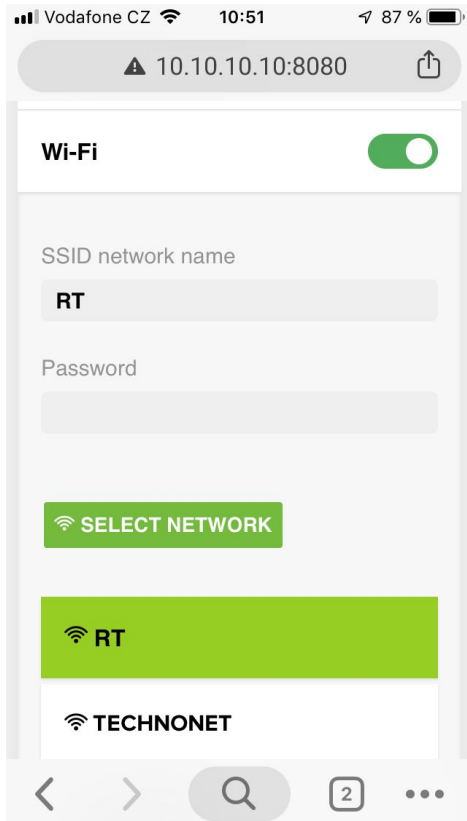 Vodafone CZ 10:51 87 %
10.10.10.10:8080
Wi-Fi
SSID network name
RT
Password
SELECT NETWORK
RT
TECHNONET
2